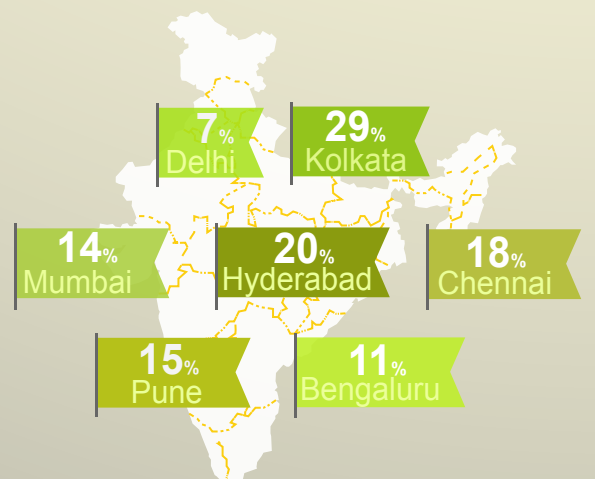 7%
Delhi
29%
Kolkata
14%
Mumbai
20%
Hyderabad
18%
Chennai
15%
Pune
11%
Bengaluru